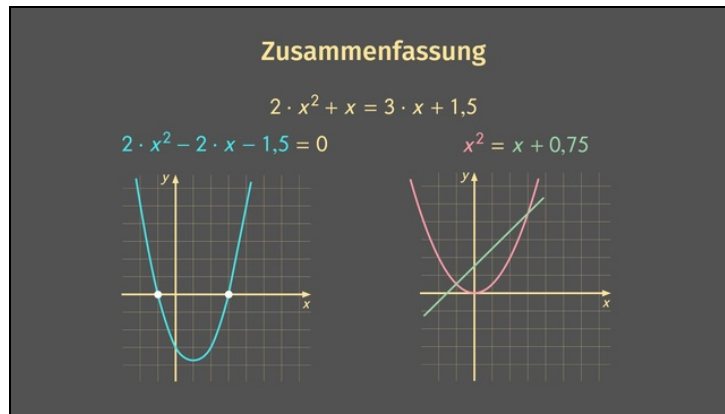 Zusammenfassung
2 · x² + x = 3 · x + 1,5
2 · x² − 2 · x − 1,5 = 0
x² = x + 0,75
y
x
y
x